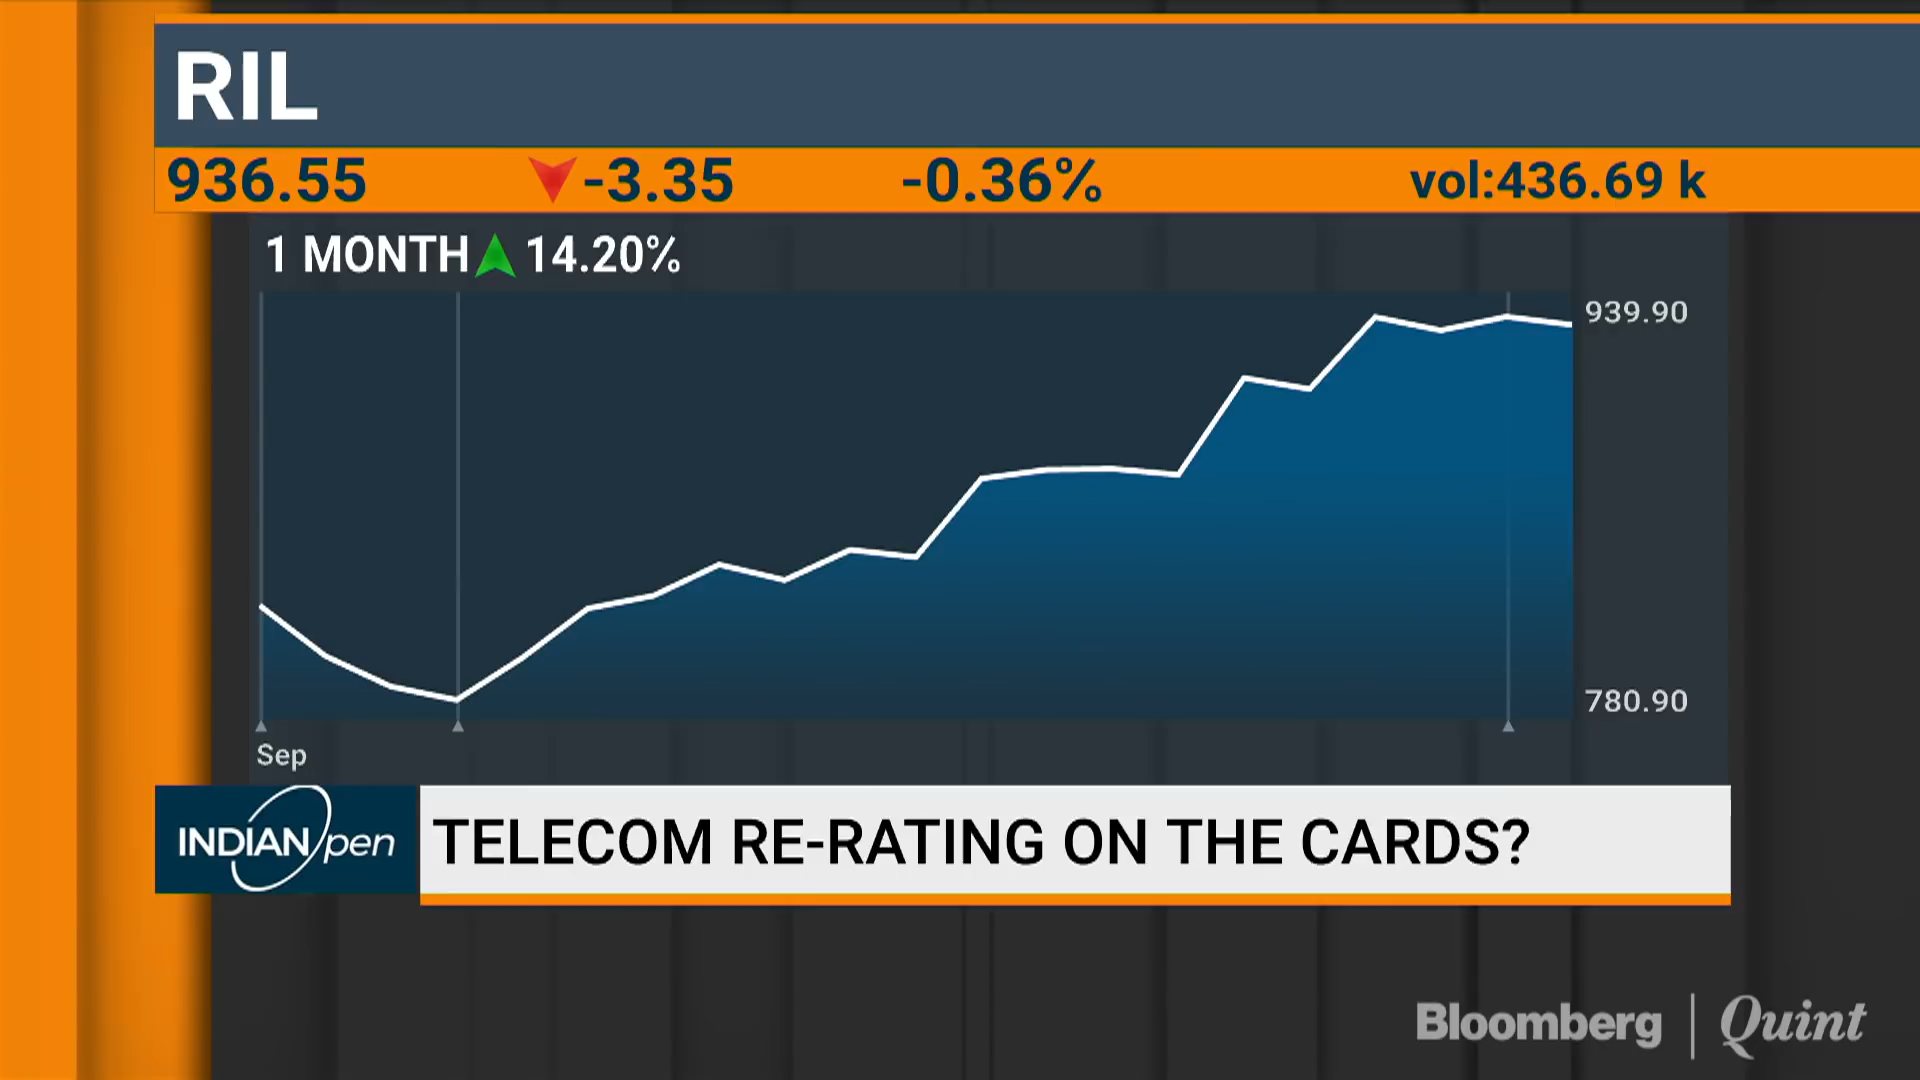 RIL
936.55 -3.35 -0.36% vol:436.69 k
1 MONTH 14.20%
939.90
780.90
Sep
INDIAN Open
TELECOM RE-RATING ON THE CARDS?
Bloomberg | Quint